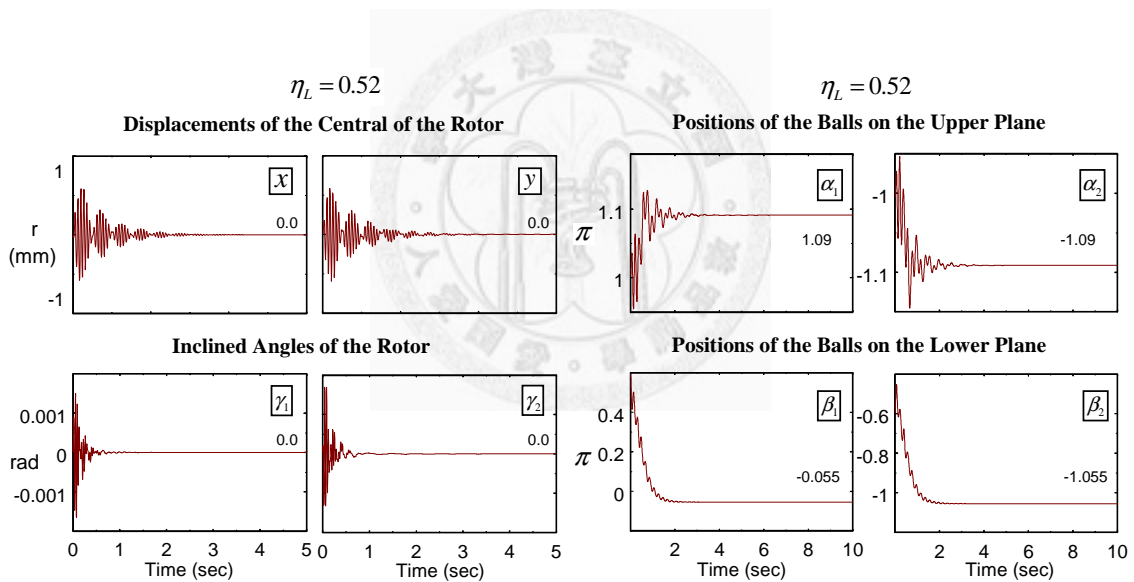 大 灣 臺 立
η_L = 0.52
Displacements of the Central of the Rotor
1
r
(mm)
-1
x
0.0
y
0.0
Inclined Angles of the Rotor
0.001
0
rad
-0.001
γ₁
0.0
γ₂
0.0
0 1 2 3 4 5
0 1 2 3 4 5
Time (sec)
Time (sec)
η_L = 0.52
Positions of the Balls on the Upper Plane
1.1
π
1
α₁
1.09
-1
-1.1
α₂
-1.09
Positions of the Balls on the Lower Plane
0.4
π
0.2
0
β₁
-0.055
-0.6
-0.8
-1
β₂
-1.055
2 4 6 8 10
2 4 6 8 10
Time (sec)
Time (sec)